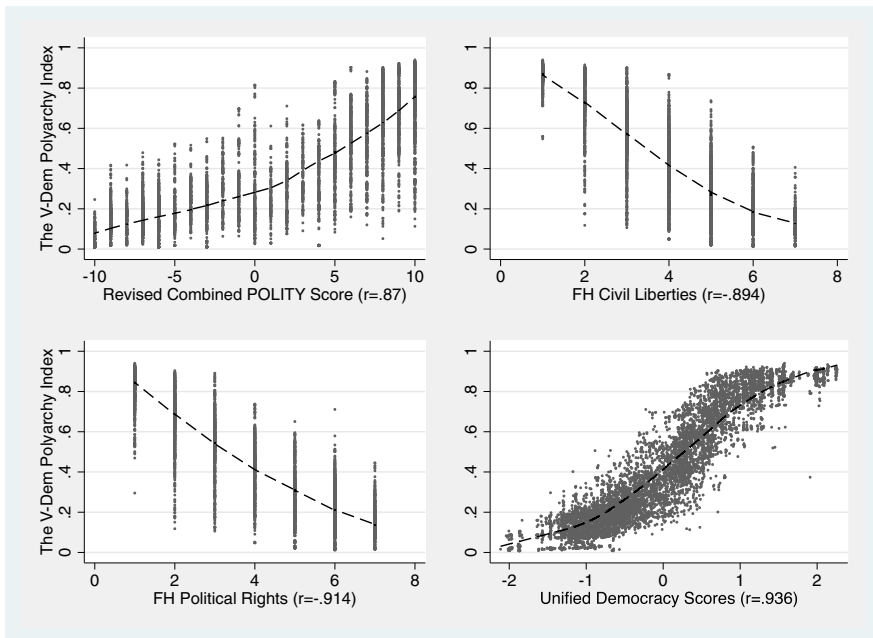 The V-Dem Polyarchy Index
1
.8
.6
.4
.2
0
-10 -5 0 5 10
Revised Combined POLITY Score (r=.87)
1
.8
.6
.4
.2
0
0 2 4 6 8
FH Civil Liberties (r=-.894)
The V-Dem Polyarchy Index
1
.8
.6
.4
.2
0
0 2 4 6 8
FH Political Rights (r=-.914)
1
.8
.6
.4
.2
0
-2 -1 0 1 2
Unified Democracy Scores (r=.936)